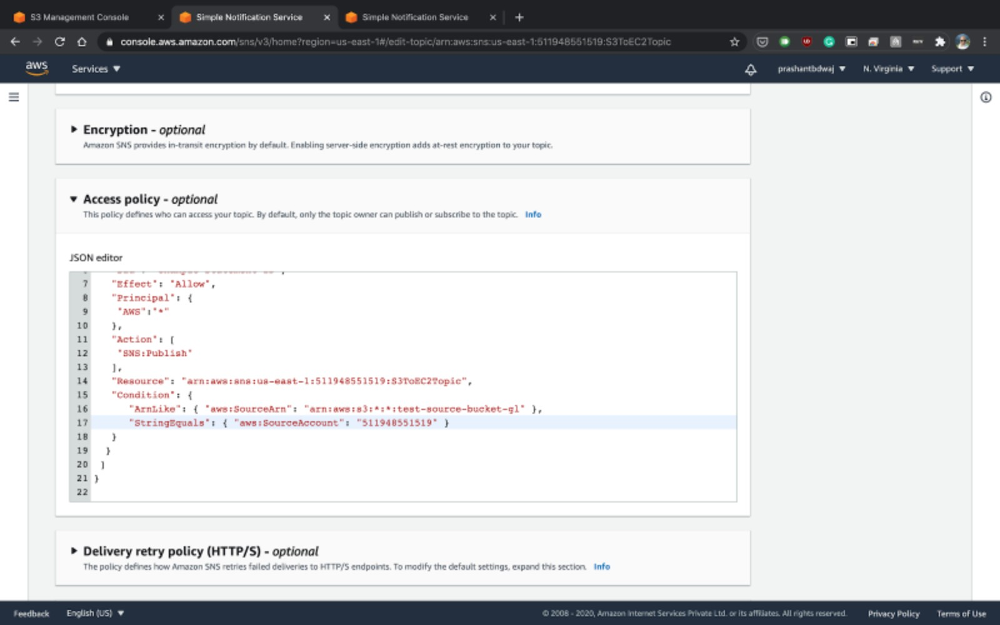 S3 Management Console
Simple Notification Service
Simple Notification Service
console.aws.amazon.com/sns/v3/home?region=us-east-1#/edit-topic/arn:aws:sns:us-east-1:511948551519:S3ToEC2Topic
aws Services prashantbdwaj N. Virginia Support
Encryption - optional
Amazon SNS provides in-transit encryption by default. Enabling server-side encryption adds at-rest encryption to your topic.
Access policy - optional
This policy defines who can access your topic. By default, only the topic owner can publish or subscribe to the topic. Info
JSON editor
7 "Effect": "Allow",
8 "Principal": {
9 "AWS":"*"
10 },
11 "Action": [
12 "SNS:Publish"
13 ],
14 "Resource": "arn:aws:sns:us-east-1:511948551519:S3ToEC2Topic",
15 "Condition": {
16 "ArnLike": { "aws:SourceArn": "arn:aws:s3:*:*:test-source-bucket-gl" },
17 "StringEquals": { "aws:SourceAccount": "511948551519" }
18 }
19 }
20 ]
21 }
22
Delivery retry policy (HTTP/S) - optional
The policy defines how Amazon SNS retries failed deliveries to HTTP/S endpoints. To modify the default settings, expand this section. Info
Feedback English (US) © 2008 - 2020, Amazon Internet Services Private Ltd. or its affiliates. All rights reserved. Privacy Policy Terms of Use